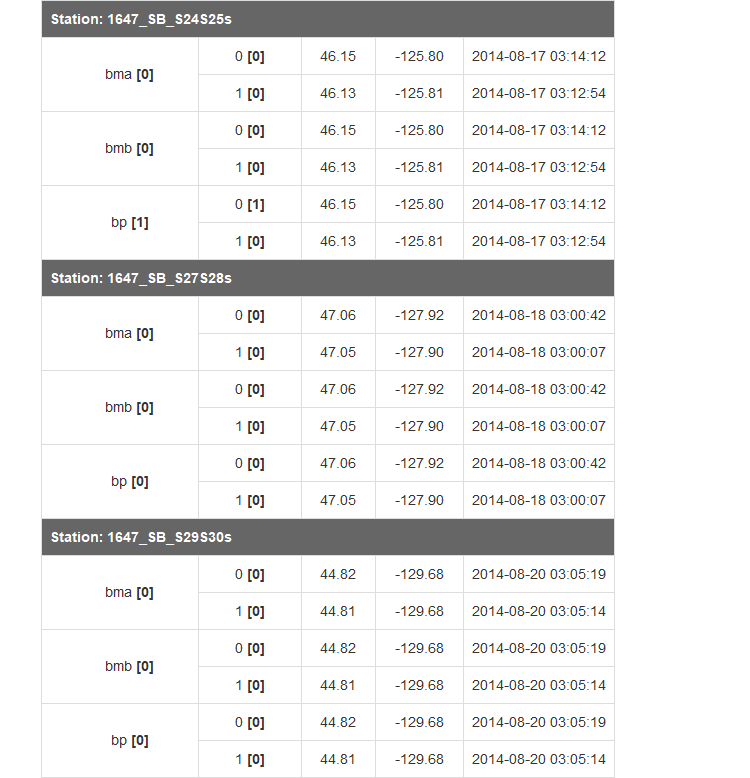 Station: 1647_SB_S24S25s
bma [0]
0 [0] 46.15 -125.80 2014-08-17 03:14:12
1 [0] 46.13 -125.81 2014-08-17 03:12:54
bmb [0]
0 [0] 46.15 -125.80 2014-08-17 03:14:12
1 [0] 46.13 -125.81 2014-08-17 03:12:54
bp [1]
0 [1] 46.15 -125.80 2014-08-17 03:14:12
1 [0] 46.13 -125.81 2014-08-17 03:12:54
Station: 1647_SB_S27S28s
bma [0]
0 [0] 47.06 -127.92 2014-08-18 03:00:42
1 [0] 47.05 -127.90 2014-08-18 03:00:07
bmb [0]
0 [0] 47.06 -127.92 2014-08-18 03:00:42
1 [0] 47.05 -127.90 2014-08-18 03:00:07
bp [0]
0 [0] 47.06 -127.92 2014-08-18 03:00:42
1 [0] 47.05 -127.90 2014-08-18 03:00:07
Station: 1647_SB_S29S30s
bma [0]
0 [0] 44.82 -129.68 2014-08-20 03:05:19
1 [0] 44.81 -129.68 2014-08-20 03:05:14
bmb [0]
0 [0] 44.82 -129.68 2014-08-20 03:05:19
1 [0] 44.81 -129.68 2014-08-20 03:05:14
bp [0]
0 [0] 44.82 -129.68 2014-08-20 03:05:19
1 [0] 44.81 -129.68 2014-08-20 03:05:14